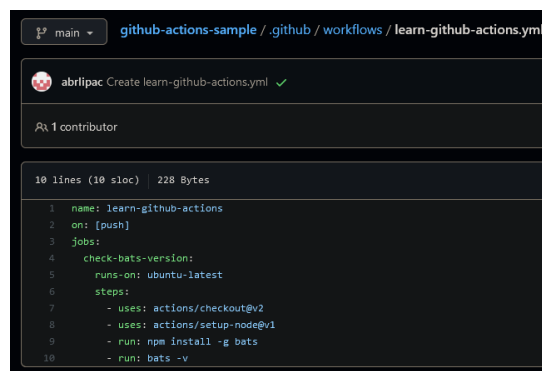 main
github-actions-sample / .github / workflows / learn-github-actions.yml
abrlipac Create learn-github-actions.yml
1 contributor
10 lines (10 sloc) 228 Bytes
1 name: learn-github-actions
2 on: [push]
3 jobs:
4 check-bats-version:
5 runs-on: ubuntu-latest
6 steps:
7 - uses: actions/checkout@v2
8 - uses: actions/setup-node@v1
9 - run: npm install -g bats
10 - run: bats -v